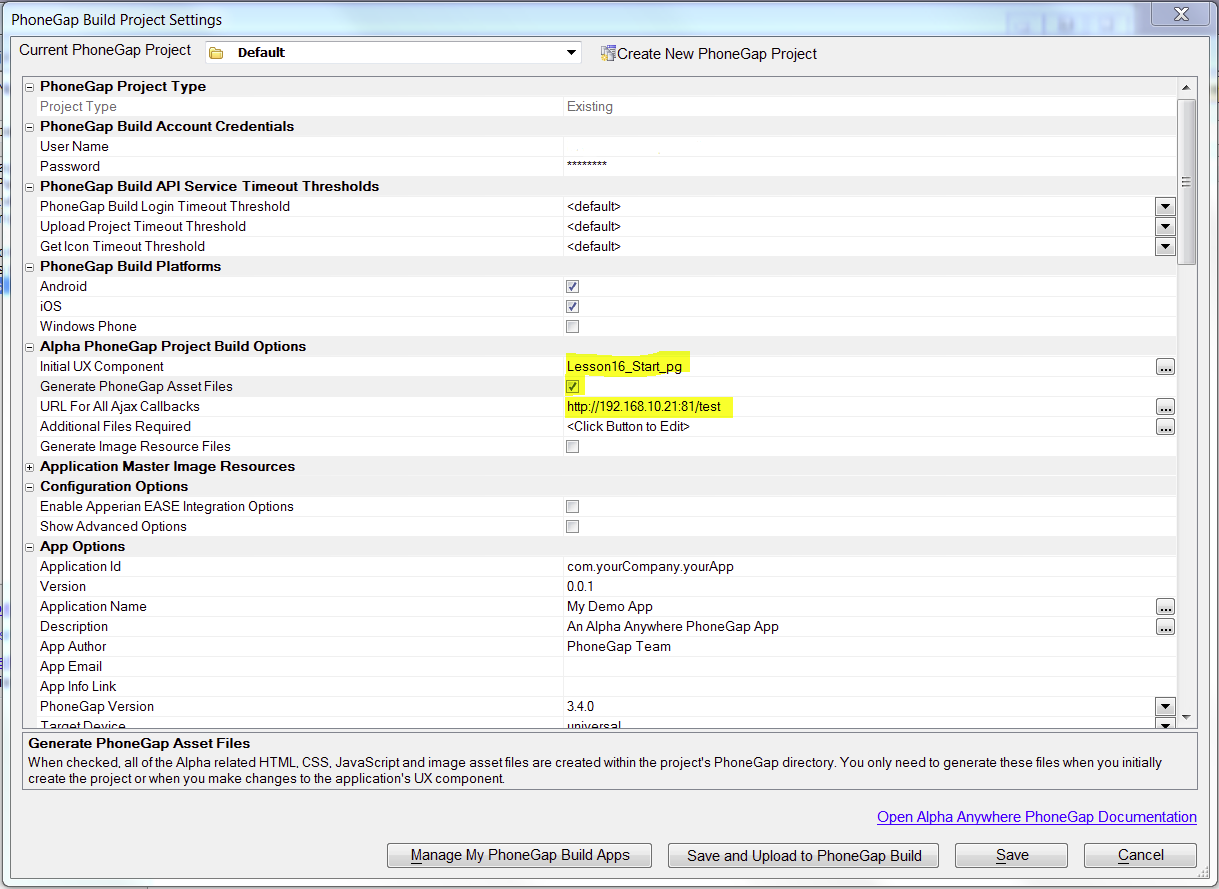 PhoneGap Build Project Settings
Current PhoneGap Project Default Create New PhoneGap Project
PhoneGap Project Type
Project Type Existing
PhoneGap Build Account Credentials
User Name
Password ********
PhoneGap Build API Service Timeout Thresholds
PhoneGap Build Login Timeout Threshold <default>
Upload Project Timeout Threshold <default>
Get Icon Timeout Threshold <default>
PhoneGap Build Platforms
Android
iOS
Windows Phone
Alpha PhoneGap Project Build Options
Initial UX Component Lesson16_Start_pg ...
Generate PhoneGap Asset Files
URL For All Ajax Callbacks http://192.168.10.21:81/test ...
Additional Files Required <Click Button to Edit> ...
Generate Image Resource Files
Application Master Image Resources
Configuration Options
Enable Apperian EASE Integration Options
Show Advanced Options
App Options
Application Id com.yourCompany.yourApp
Version 0.0.1
Application Name My Demo App ...
Description An Alpha Anywhere PhoneGap App ...
App Author PhoneGap Team
App Email
App Info Link
PhoneGap Version 3.4.0
Target Device universal
Generate PhoneGap Asset Files
When checked, all of the Alpha related HTML, CSS, JavaScript and image asset files are created within the project's PhoneGap directory. You only need to generate these files when you initially
create the project or when you make changes to the application's UX component.
Open Alpha Anywhere PhoneGap Documentation
Manage My PhoneGap Build Apps Save and Upload to PhoneGap Build Save Cancel